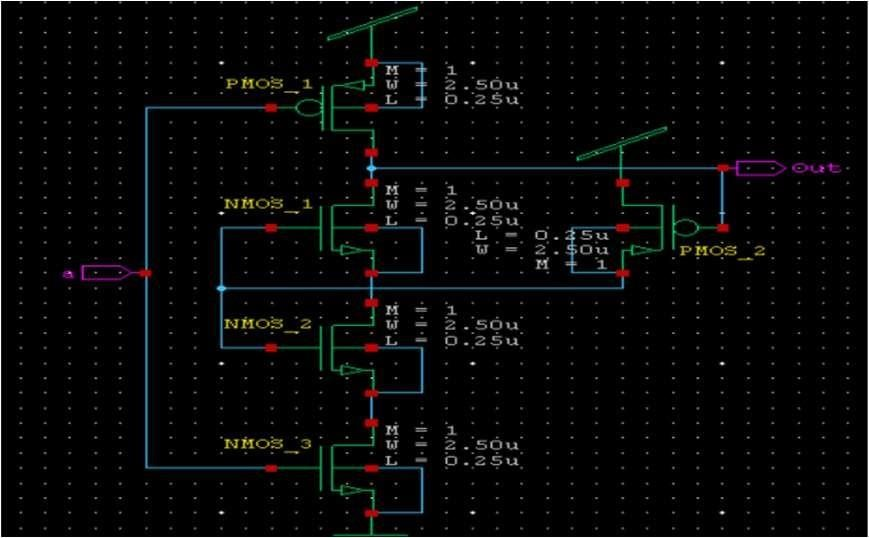 PMOS_1
M = 1
W = 2.50u
L = 0.25u
Out
NMOS_1
M = 1
W = 2.50u
L = 0.25u
L = 0.25u
W = 2.50u
M = 1
PMOS_2
a
NMOS_2
M = 1
W = 2.50u
L = 0.25u
NMOS_3
M = 1
W = 2.50u
L = 0.25u